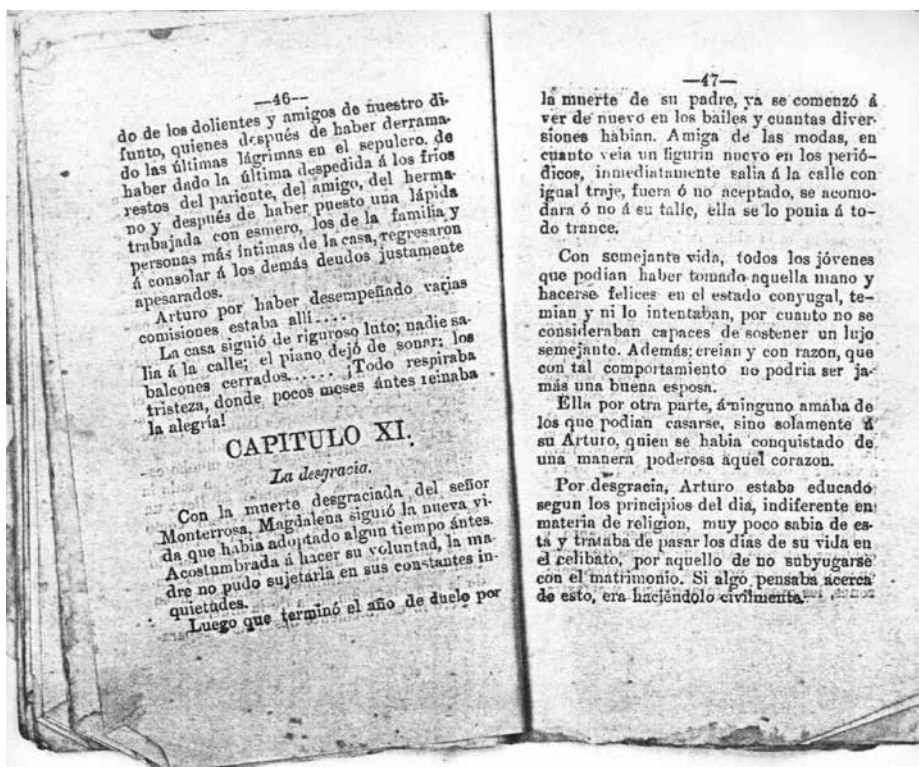 —46—
do de los dolientes y amigos de nuestro di-
funto, quienes después de haber derrama-
do las últimas lágrimas en el sepulcro. de
haber dado la última despedida á los fríos
restos del pariente, del amigo, del herma-
no y después de haber puesto una lápida
trabajada con esmero, los de la familia y
personas más íntimas de la casa, regresaron
á consolar á los demás deudos justamente
apesarados.
Arturo por haber desempeñado varias
comisiones estaba allí....
La casa siguió de riguroso luto; nadie sa-
lia á la calle; el piano dejó de sonar; los
balcones cerrados...... ¡Todo respiraba
tristeza, donde pocos meses ántes reinaba
la alegría!
CAPITULO XI.
La desgracia.
Con la muerte desgraciada del señor
Monterrosa, Magdalena siguió la nueva vi-
da que habia adoptado algun tiempo ántes.
Acostumbrada á hacer su voluntad, la ma-
dre no pudo sujetarla en sus constantes in-
quietudes.
Luego que terminó el año de duelo por
—47—
la muerte de su padre, ya se comenzó á
ver de nuevo en los bailes y cuantas diver-
siones habian. Amiga de las modas, en
cuanto veia un figurin nuevo en los perió-
dicos, inmediatamente salia á la calle con
igual traje, fuera ó no aceptado, se acomo-
dara ó no á su talle, ella se lo ponia á to-
do trance.
Con semejante vida, todos los jóvenes
que podian haber tomado aquella mano y
hacerse felices en el estado conyugal, te-
mian y ni lo intentaban, por cuanto no se
consideraban capaces de sostener un lujo
semejante. Además; creian y con razon, que
con tal comportamiento no podria ser ja-
más una buena esposa.
Ella por otra parte, á ninguno amaba de
los que podian casarse, sino solamente á
su Arturo, quien se habia conquistado de
una manera poderosa aquel corazon.
Por desgracia, Arturo estaba educado
segun los principios del dia, indiferente en
materia de religion, muy poco sabia de es-
ta y trataba de pasar los dias de su vida en
el celibato, por aquello de no subyugarse
con el matrimonio. Si algo pensaba acerca
de esto, era haciéndolo civilmente.